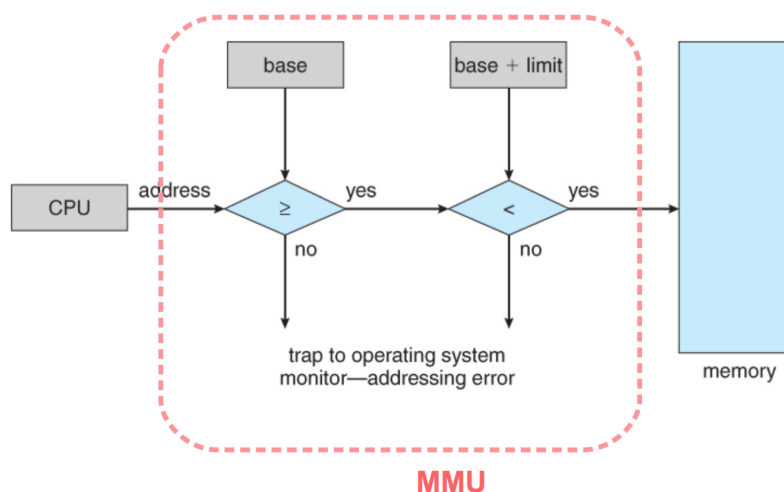 base
base + limit
CPU
address
≥
yes
<
yes
no
no
trap to operating system
monitor—addressing error
memory
MMU